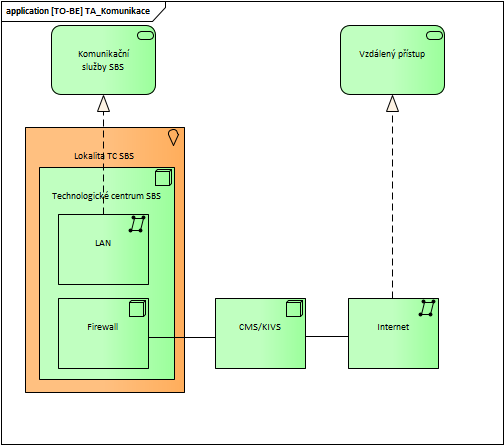 application [TO-BE] TA_Komunikace
Komunikační
služby SBS
Vzdálený přístup
Lokalita TC SBS
Technologické centrum SBS
LAN
Firewall
CMS/KIVS
Internet